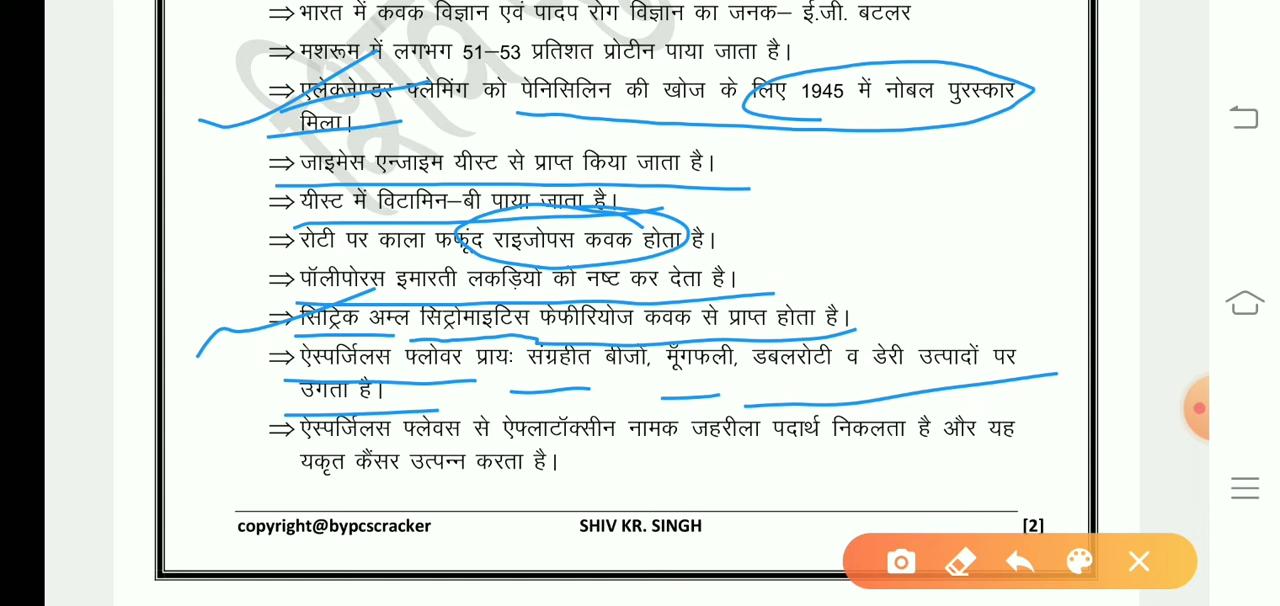 ⇒ भारत में कवक विज्ञान एवं पादप रोग विज्ञान का जनक– ई.जी. बटलर
⇒ मशरूम में लगभग 51–53 प्रतिशत प्रोटीन पाया जाता है।
⇒ एलेक्जेण्डर फ्लेमिंग को पेनिसिलिन की खोज के लिए 1945 में नोबल पुरस्कार
मिला।
⇒ जाइमेस एन्जाइम यीस्ट से प्राप्त किया जाता है।
⇒ यीस्ट में विटामिन–बी पाया जाता है।
⇒ रोटी पर काला फफूंद राइजोपस कवक होता है।
⇒ पॉलीपोरस इमारती लकड़ियो को नष्ट कर देता है।
⇒ सिट्रिक अम्ल सिट्रोमाइटिस फेफीरियोज कवक से प्राप्त होता है।
⇒ ऐस्पर्जिलस फ्लोवर प्रायः संग्रहीत बीजो, मूँगफली, डबलरोटी व डेरी उत्पादों पर
उगता है।
⇒ ऐस्पर्जिलस फ्लेवस से ऐफ्लाटॉक्सीन नामक जहरीला पदार्थ निकलता है और यह
यकृत कैंसर उत्पन्न करता है।
copyright@bypcscracker SHIV KR. SINGH [2]